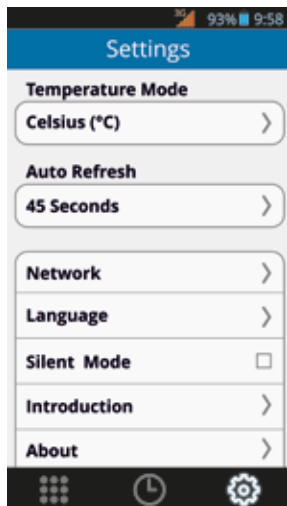 3G 93% 9:58
Settings
Temperature Mode
Celsius (°C)
Auto Refresh
45 Seconds
Network
Language
Silent Mode
Introduction
About